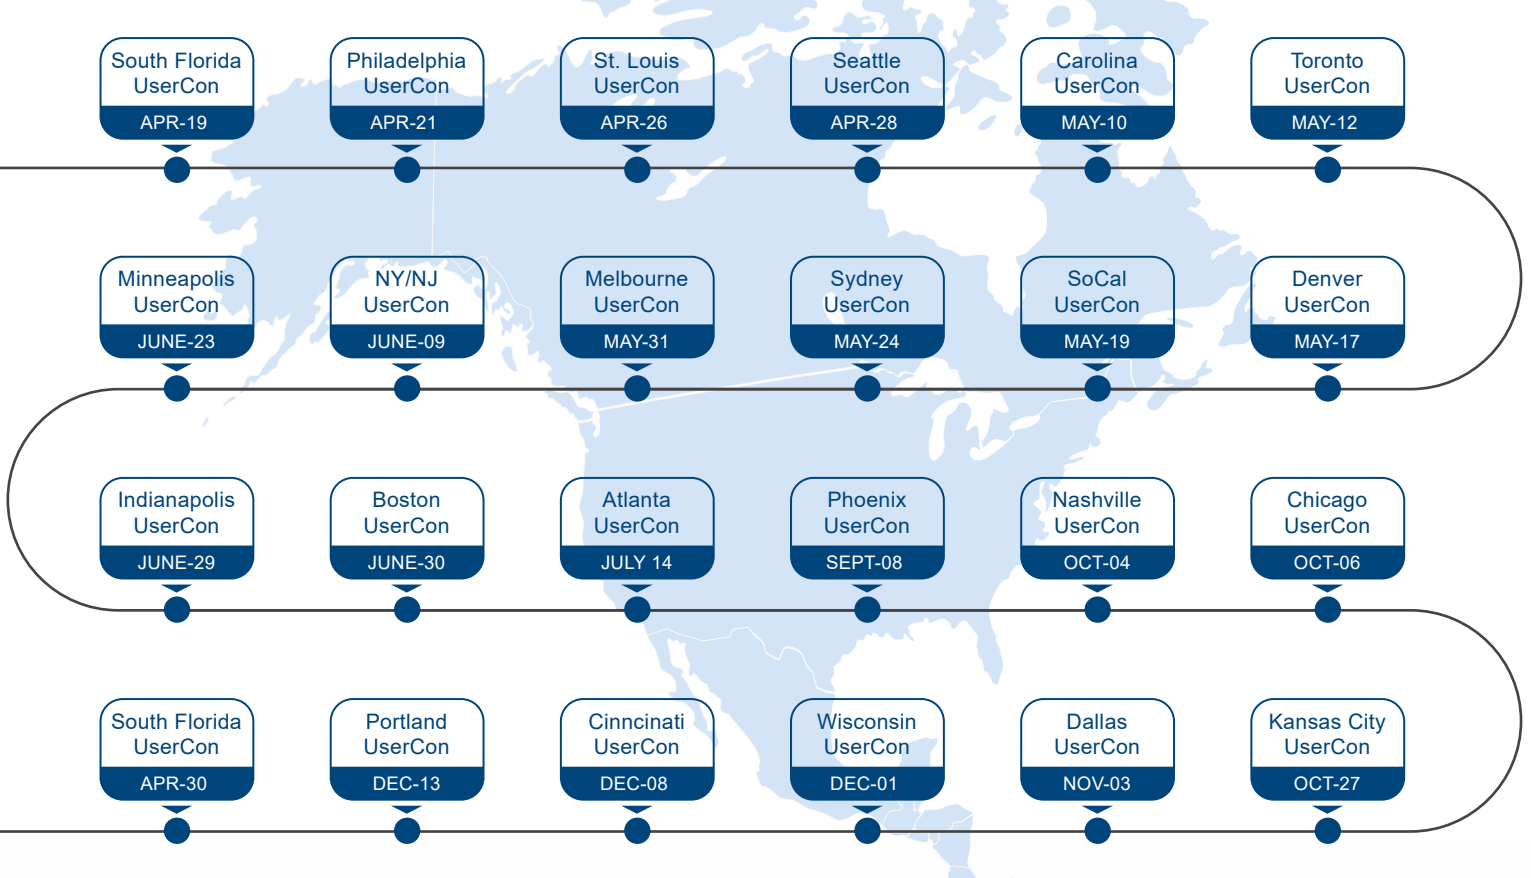 South Florida
UserCon
APR-19
Philadelphia
UserCon
APR-21
St. Louis
UserCon
APR-26
Seattle
UserCon
APR-28
Carolina
UserCon
MAY-10
Toronto
UserCon
MAY-12
Minneapolis
UserCon
JUNE-23
NY/NJ
UserCon
JUNE-09
Melbourne
UserCon
MAY-31
Sydney
UserCon
MAY-24
SoCal
UserCon
MAY-19
Denver
UserCon
MAY-17
Indianapolis
UserCon
JUNE-29
Boston
UserCon
JUNE-30
Atlanta
UserCon
JULY 14
Phoenix
UserCon
SEPT-08
Nashville
UserCon
OCT-04
Chicago
UserCon
OCT-06
South Florida
UserCon
APR-30
Portland
UserCon
DEC-13
Cinncinati
UserCon
DEC-08
Wisconsin
UserCon
DEC-01
Dallas
UserCon
NOV-03
Kansas City
UserCon
OCT-27